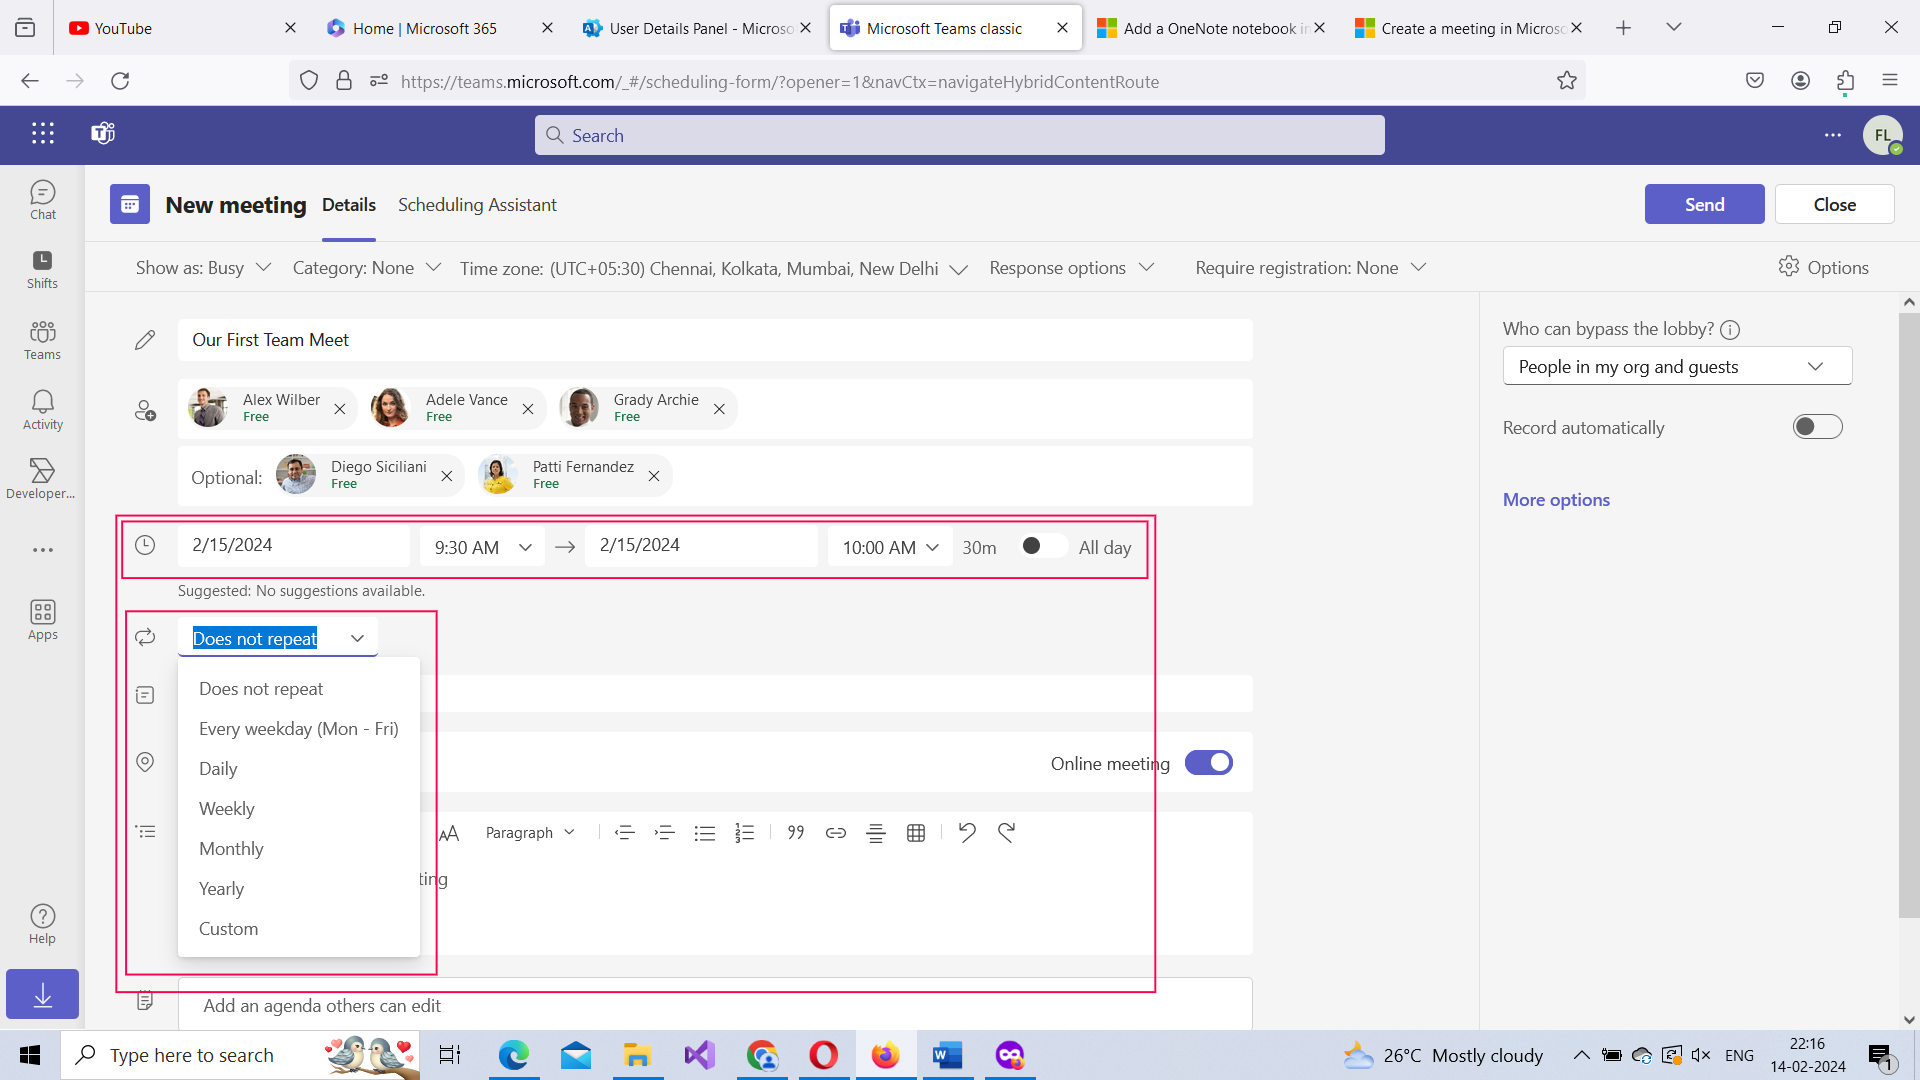 YouTube
Home | Microsoft 365
User Details Panel - Microso
Microsoft Teams classic
Add a OneNote notebook in
Create a meeting in Microso
https://teams.microsoft.com/_#/scheduling-form/?opener=1&navCtx=navigateHybridContentRoute
Search
FL
New meeting
Details
Scheduling Assistant
Send
Close
Show as: Busy
Category: None
Time zone: (UTC+05:30) Chennai, Kolkata, Mumbai, New Delhi
Response options
Require registration: None
Options
Chat
Shifts
Teams
Activity
Developer...
Apps
Help
Our First Team Meet
Alex Wilber
Free
Adele Vance
Free
Grady Archie
Free
Optional:
Diego Siciliani
Free
Patti Fernandez
Free
2/15/2024
9:30 AM
2/15/2024
10:00 AM
30m
All day
Suggested: No suggestions available.
Does not repeat
Does not repeat
Every weekday (Mon - Fri)
Daily
Weekly
Monthly
Yearly
Custom
Online meeting
AA
Paragraph
ting
Add an agenda others can edit
Who can bypass the lobby?
People in my org and guests
Record automatically
More options
Type here to search
26°C Mostly cloudy
ENG
22:16
14-02-2024
1